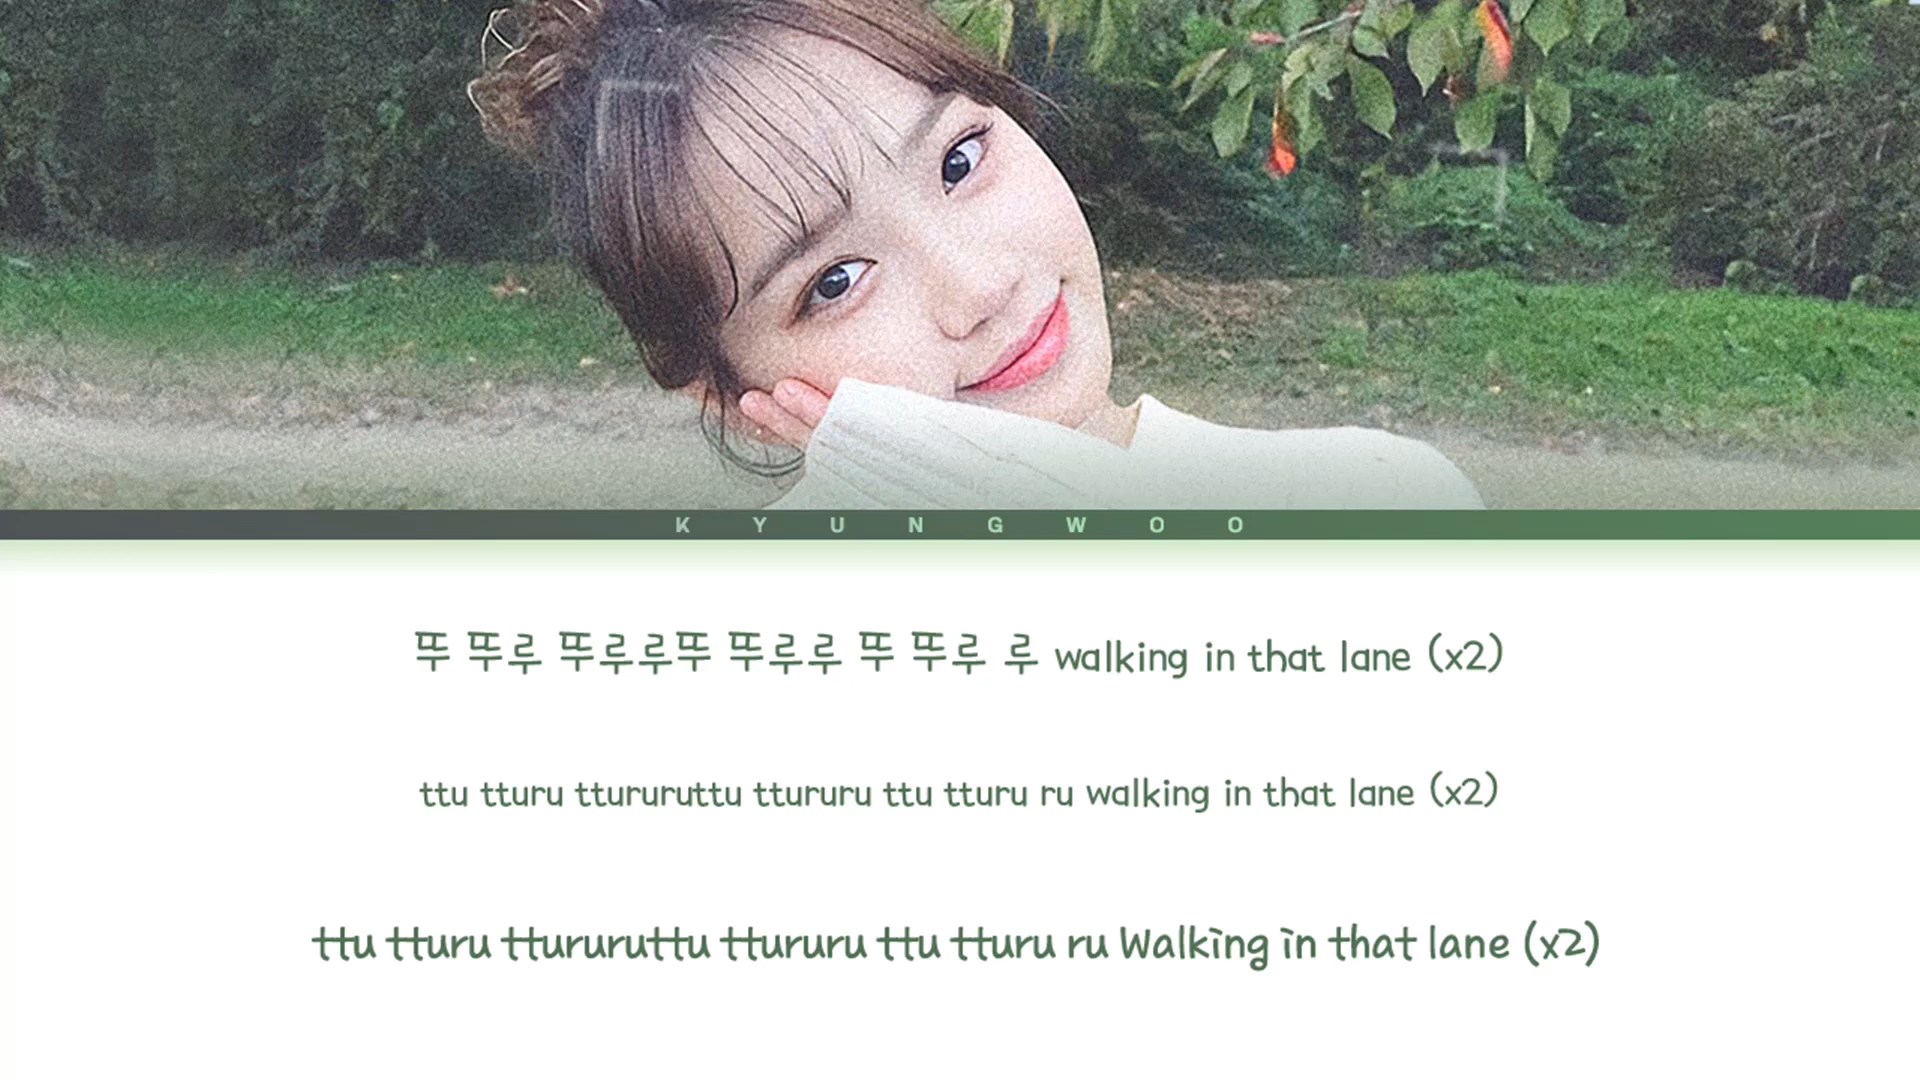 KYUNGWOO
뚜 뚜루 뚜루루뚜 뚜루루 뚜 뚜루 루 walking in that lane (x2)
ttu tturu ttururuttu ttururu ttu tturu ru walking in that lane (x2)
ttu tturu ttururuttu ttururu ttu tturu ru Walking in that lane (x2)